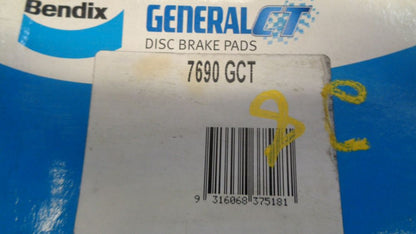 Bendix
GENERAL CT
DISC BRAKE PADS
7690 GCT
9 316068 375181